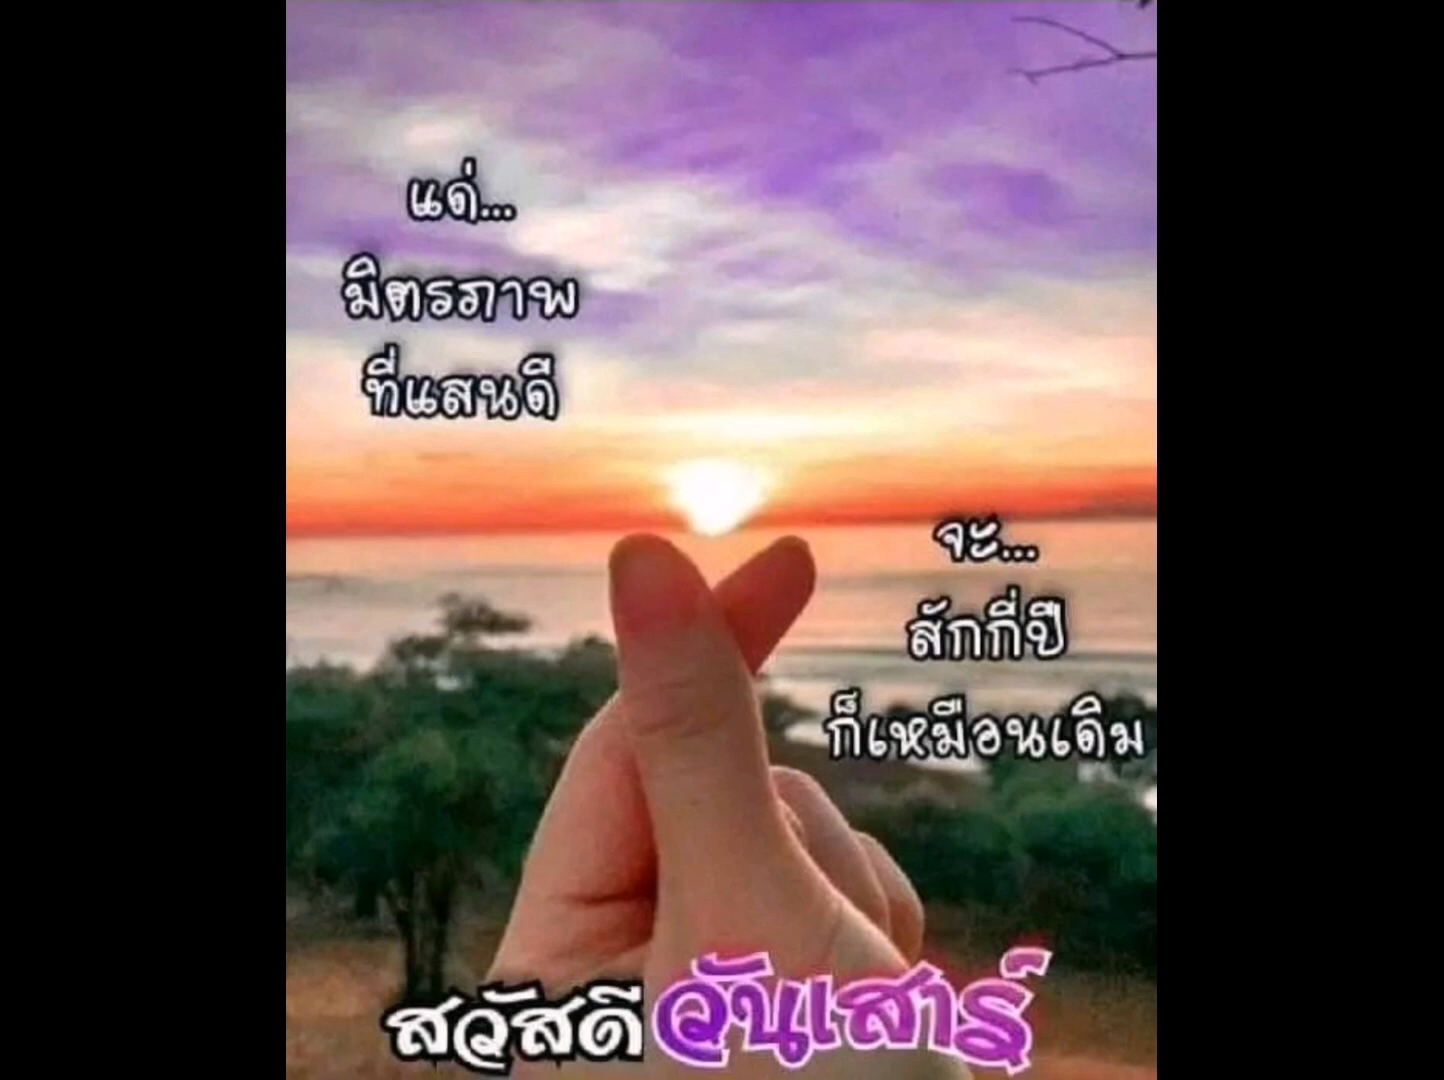 แด่...
มิตรภาพ
ที่แสนดี
จะ...
สักกี่ปี
ก็เหมือนเดิม
สวัสดีวันเสาร์